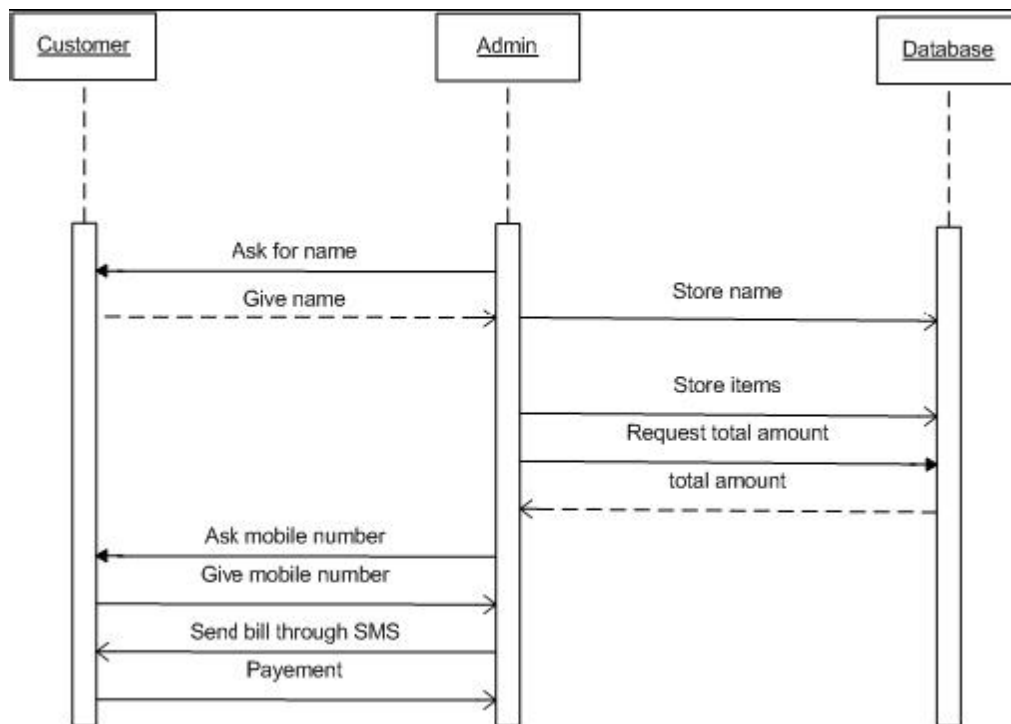 Customer
Admin
Database
Ask for name
Give name
Store name
Store items
Request total amount
total amount
Ask mobile number
Give mobile number
Send bill through SMS
Payement